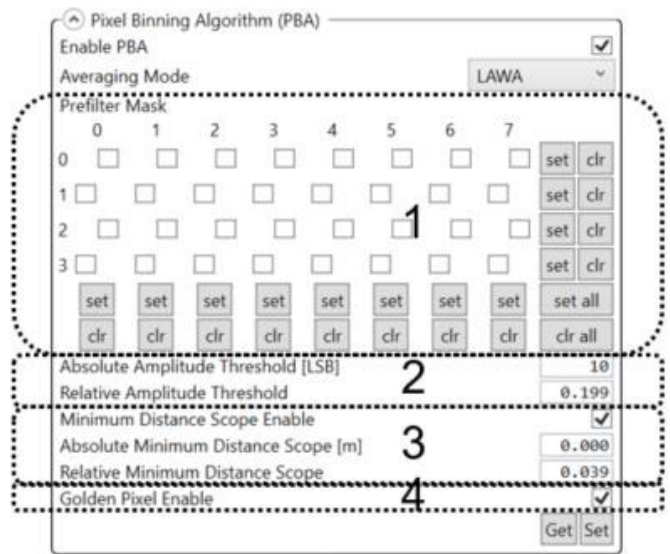 Pixel Binning Algorithm (PBA)
Enable PBA
Averaging Mode LAWA
Prefilter Mask
0 1 2 3 4 5 6 7
0 set clr
1 set clr
1
2 set clr
3 set clr
set set set set set set set set set all
clr clr clr clr clr clr clr clr clr all
Absolute Amplitude Threshold [LSB] 10
2
Relative Amplitude Threshold 0.199
Minimum Distance Scope Enable
Absolute Minimum Distance Scope [m] 3 0.000
Relative Minimum Distance Scope 0.039
Golden Pixel Enable 4
Get Set